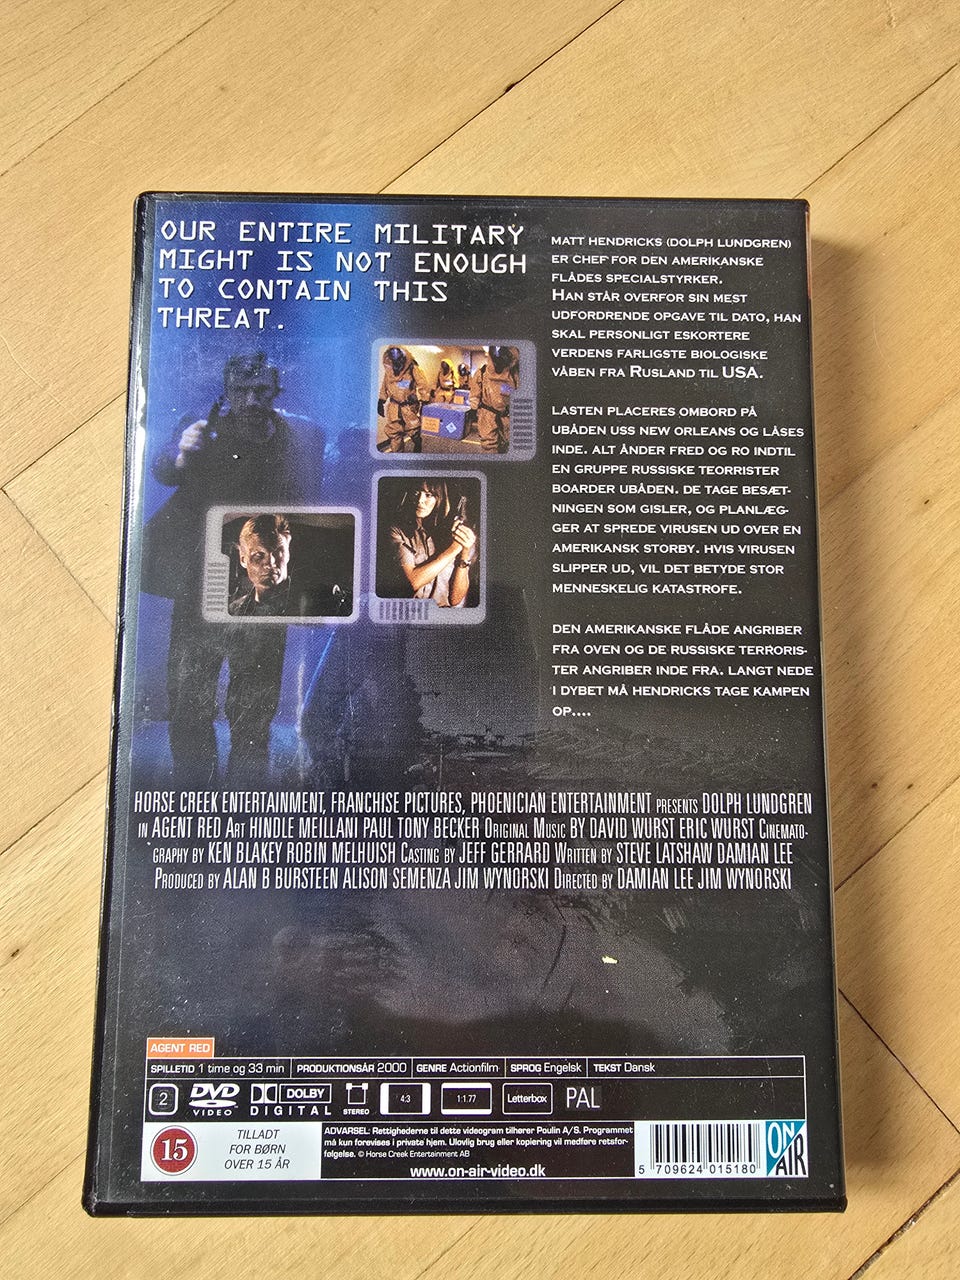 OUR ENTIRE MILITARY
MIGHT IS NOT ENOUGH
TO CONTAIN THIS
THREAT.
MATT HENDRICKS (DOLPH LUNDGREN)
ER CHEF FOR DEN AMERIKANSKE
FLÅDES SPECIALSTYRKER.
HAN STÅR OVERFOR SIN MEST
UDFORDRENDE OPGAVE TIL DATO, HAN
SKAL PERSONLIGT ESKORTERE
VERDENS FARLIGSTE BIOLOGISKE
VÅBEN FRA RUSLAND TIL USA.
LASTEN PLACERES OMBORD PÅ
UBÅDEN USS NEW ORLEANS OG LÅSES
INDE. ALT ÅNDER FRED OG RO INDTIL
EN GRUPPE RUSSISKE TEORRISTER
BOARDER UBÅDEN. DE TAGE BESÆT-
NINGEN SOM GISLER, OG PLANLÆG-
GER AT SPREDE VIRUSEN UD OVER EN
AMERIKANSK STORBY. HVIS VIRUSEN
SLIPPER UD, VIL DET BETYDE STOR
MENNESKELIG KATASTROFE.
DEN AMERIKANSKE FLÅDE ANGRIBER
FRA OVEN OG DE RUSSISKE TERRORIS-
TER ANGRIBER INDE FRA. LANGT NEDE
I DYBET MÅ HENDRICKS TAGE KAMPEN
OP....
HORSE CREEK ENTERTAINMENT, FRANCHISE PICTURES, PHOENICIAN ENTERTAINMENT PRESENTS DOLPH LUNDGREN
IN AGENT RED ART HINDLE MEILLANI PAUL TONY BECKER ORIGINAL MUSIC BY DAVID WURST ERIC WURST CINEMATO-
GRAPHY BY KEN BLAKEY ROBIN MELHUISH CASTING BY JEFF GERRARD WRITTEN BY STEVE LATSHAW DAMIAN LEE
PRODUCED BY ALAN B BURSTEEN ALISON SEMENZA JIM WYNORSKI DIRECTED BY DAMIAN LEE JIM WYNORSKI
AGENT RED
SPILLETID 1 time og 33 min PRODUKTIONSÅR 2000 GENRE Actionfilm SPROG Engelsk TEKST Dansk
2 DVD VIDEO DOLBY DIGITAL STEREO 4:3 1:1.77 Letterbox PAL
15
TILLADT
FOR BØRN
OVER 15 ÅR
ADVARSEL: Rettighederne til dette videogram tilhører Poulin A/S. Programmet
må kun forevises i private hjem. Ulovlig brug eller kopiering vil medføre retsfor-
følgelse. © Horse Creek Entertainment AB
www.on-air-video.dk
5 709624 015180
ON
AIR